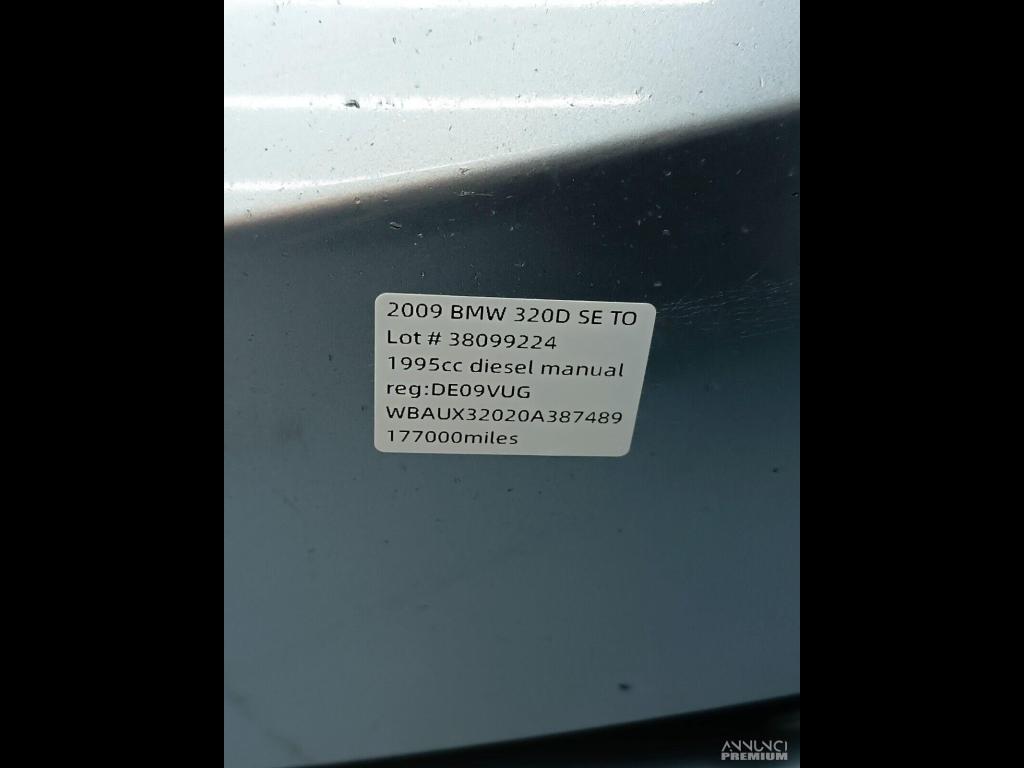 2009 BMW 320D SE TO
Lot # 38099224
1995cc diesel manual
reg:DE09VUG
WBAUX32020A387489
177000miles
ANNUNCI
PREMIUM